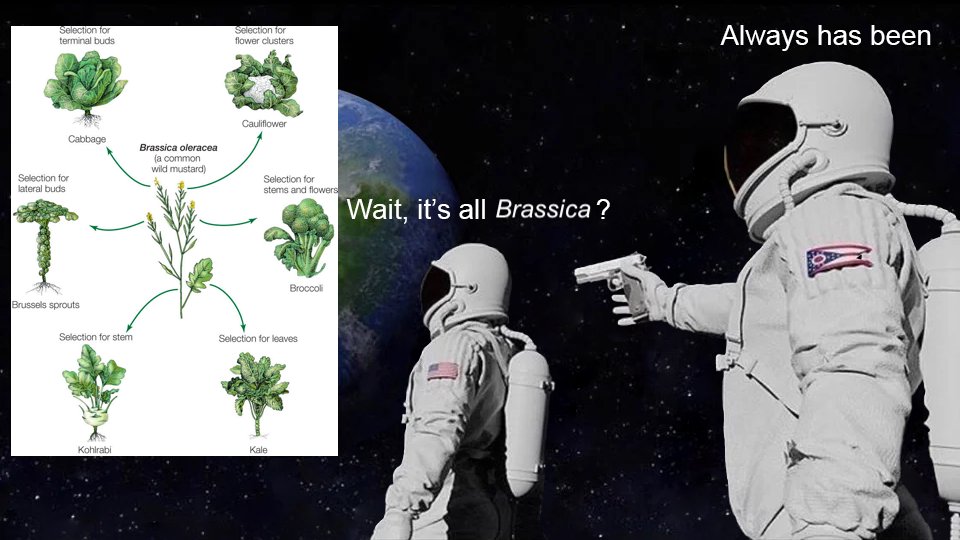 Selection for
terminal buds
Selection for
flower clusters
Cabbage
Cauliflower
Brassica oleracea
(a common
wild mustard)
Selection for
lateral buds
Selection for
stems and flowers
Brussels sprouts
Broccoli
Selection for stem
Selection for leaves
Kohlrabi
Kale
Wait, it’s all Brassica ?
Always has been